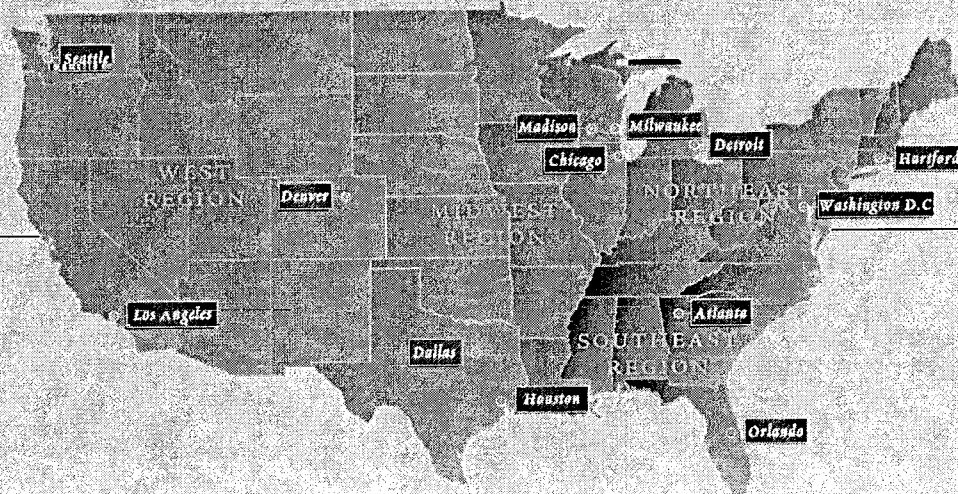 Seattle
Madison
Milwaukee
Chicago
Detroit
Hartford
WEST
REGION
Denver
MIDWEST
REGION
NORTHEAST
REGION
Washington D.C
Los Angeles
Atlanta
Dallas
SOUTHEAST
REGION
Houston
Orlando